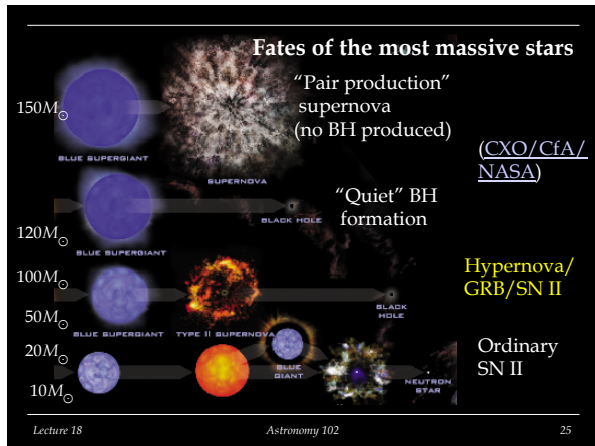 Fates of the most massive stars
150M☉
“Pair production”
supernova
(no BH produced)
BLUE SUPERGIANT
SUPERNOVA
(CXO/CfA/
NASA)
“Quiet” BH
formation
BLACK HOLE
120M☉
BLUE SUPERGIANT
100M☉
Hypernova/
GRB/SN II
BLACK
HOLE
50M☉
BLUE SUPERGIANT
TYPE II SUPERNOVA
20M☉
BLUE
GIANT
Ordinary
SN II
NEUTRON
STAR
10M☉
Lecture 18
Astronomy 102
25